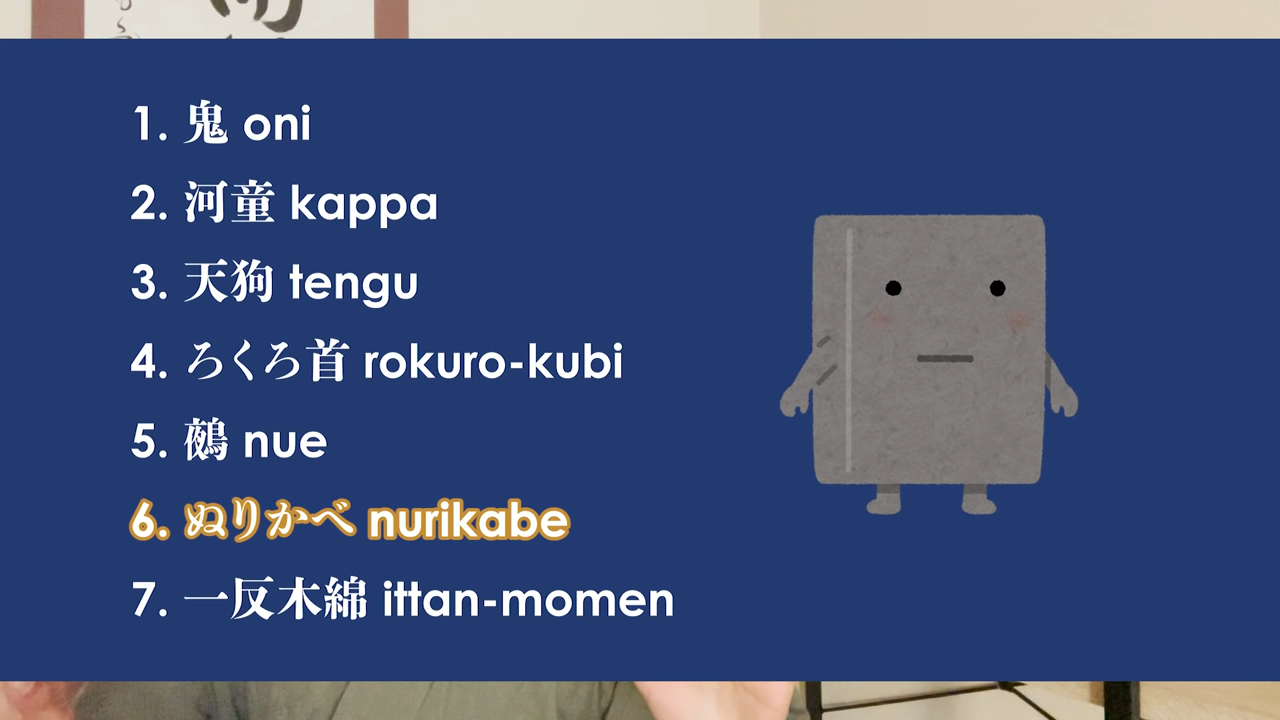 1. 鬼 oni
2. 河童 kappa
3. 天狗 tengu
4. ろくろ首 rokuro-kubi
5. 鵺 nue
6. ぬりかべ nurikabe
7. 一反木綿 ittan-momen